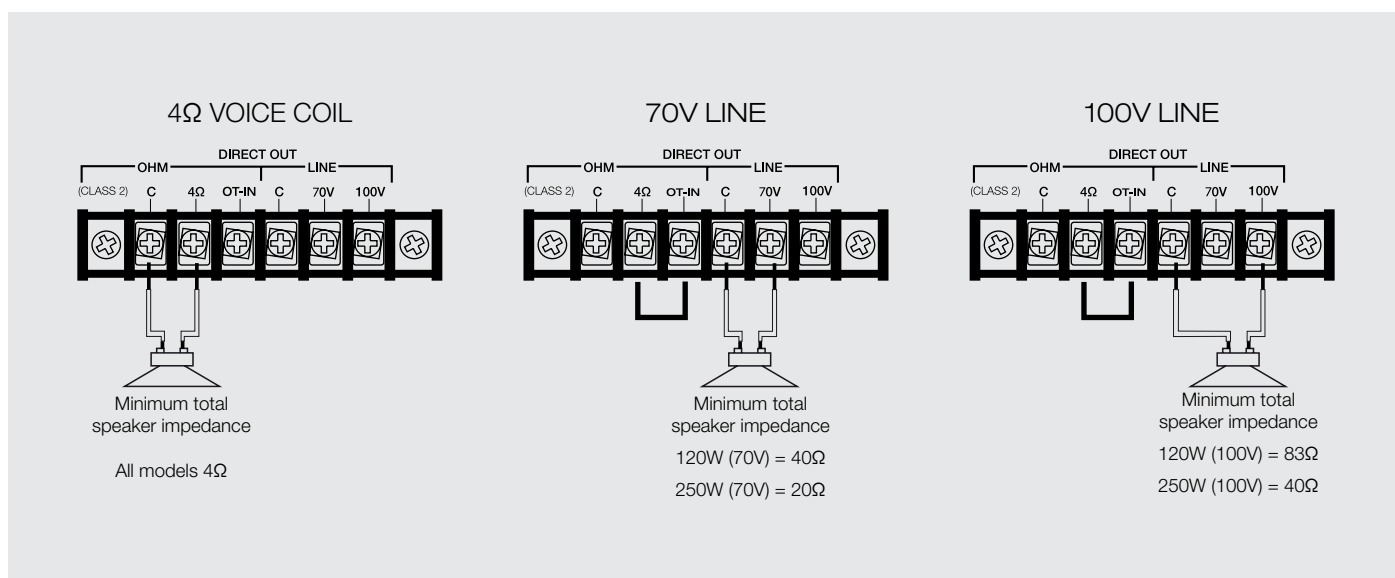 4Ω VOICE COIL
DIRECT OUT
OHM LINE
(CLASS 2) C 4Ω OT-IN C 70V 100V
Minimum total
speaker impedance
All models 4Ω
70V LINE
DIRECT OUT
OHM LINE
(CLASS 2) C 4Ω OT-IN C 70V 100V
Minimum total
speaker impedance
120W (70V) = 40Ω
250W (70V) = 20Ω
100V LINE
DIRECT OUT
OHM LINE
(CLASS 2) C 4Ω OT-IN C 70V 100V
Minimum total
speaker impedance
120W (100V) = 83Ω
250W (100V) = 40Ω